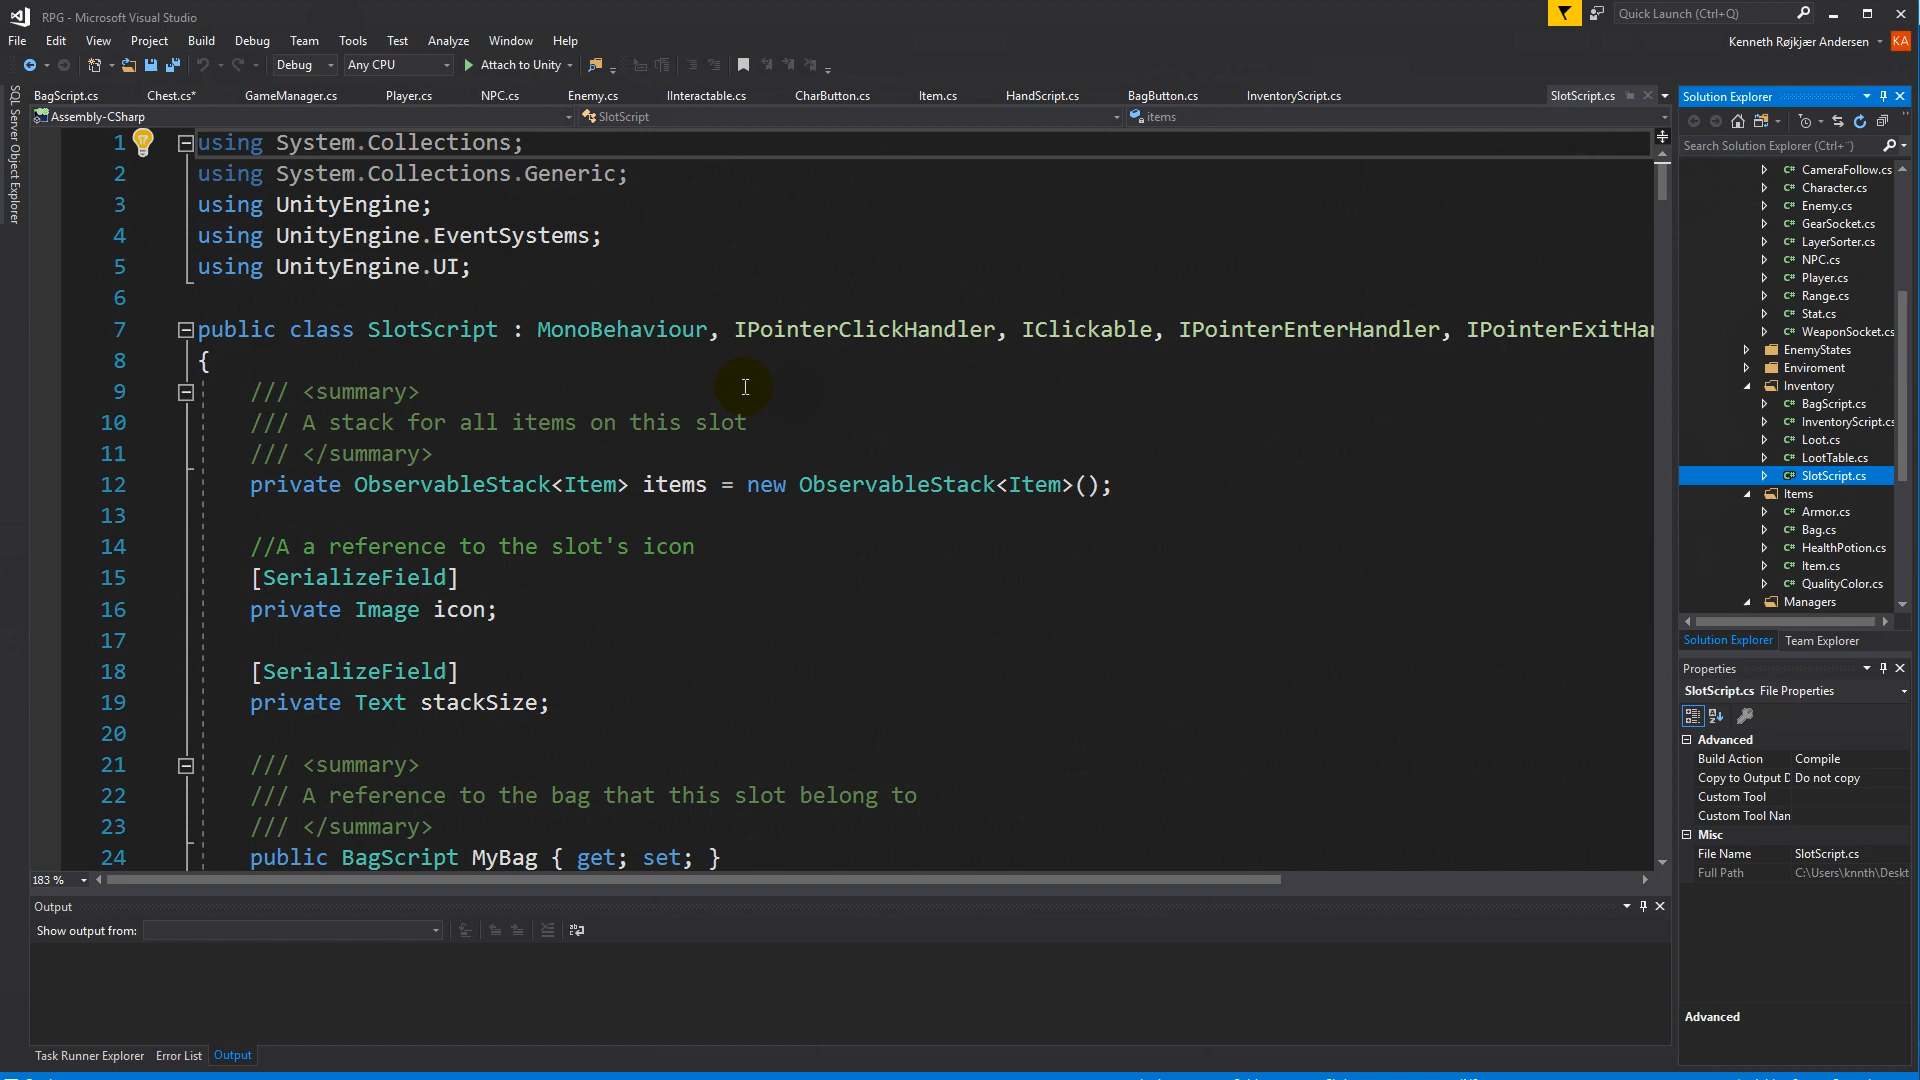 RPG - Microsoft Visual Studio
Quick Launch (Ctrl+Q)
File Edit View Project Build Debug Team Tools Test Analyze Window Help
Kenneth Røjkjær Andersen KA
Debug Any CPU Attach to Unity
SQL Server Object Explorer
BagScript.cs Chest.cs* GameManager.cs Player.cs NPC.cs Enemy.cs IInteractable.cs CharButton.cs Item.cs HandScript.cs BagButton.cs InventoryScript.cs SlotScript.cs
Assembly-CSharp SlotScript items
1 using System.Collections;
2 using System.Collections.Generic;
3 using UnityEngine;
4 using UnityEngine.EventSystems;
5 using UnityEngine.UI;
6
7 public class SlotScript : MonoBehaviour, IPointerClickHandler, IClickable, IPointerEnterHandler, IPointerExitHan
8 {
9 /// <summary>
10 /// A stack for all items on this slot
11 /// </summary>
12 private ObservableStack<Item> items = new ObservableStack<Item>();
13
14 //A a reference to the slot's icon
15 [SerializeField]
16 private Image icon;
17
18 [SerializeField]
19 private Text stackSize;
20
21 /// <summary>
22 /// A reference to the bag that this slot belong to
23 /// </summary>
24 public BagScript MyBag { get; set; }
183 %
Output
Show output from:
Task Runner Explorer Error List Output
Solution Explorer
Search Solution Explorer (Ctrl+¨)
C# CameraFollow.cs
C# Character.cs
C# Enemy.cs
C# GearSocket.cs
C# LayerSorter.cs
C# NPC.cs
C# Player.cs
C# Range.cs
C# Stat.cs
C# WeaponSocket.cs
EnemyStates
Enviroment
Inventory
C# BagScript.cs
C# InventoryScript.cs
C# Loot.cs
C# LootTable.cs
C# SlotScript.cs
Items
C# Armor.cs
C# Bag.cs
C# HealthPotion.cs
C# Item.cs
C# QualityColor.cs
Managers
Solution Explorer Team Explorer
Properties
SlotScript.cs File Properties
Advanced
Build Action Compile
Copy to Output D Do not copy
Custom Tool
Custom Tool Nan
Misc
File Name SlotScript.cs
Full Path C:\Users\knnth\Deskt
Advanced